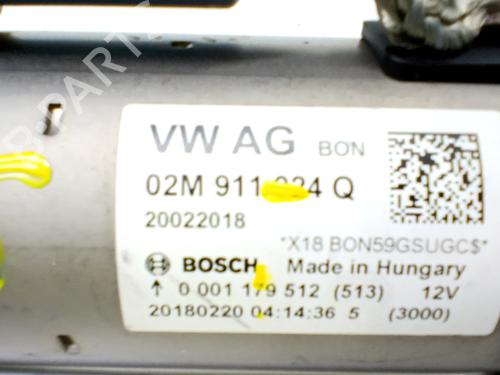 VW AG BON
02M 911 024 Q
20022018
*X18 BON59GSUGC$*
BOSCH Made in Hungary
↑ 0 001 179 512 (513) 12V
20180220 04:14:36 5 (3000)